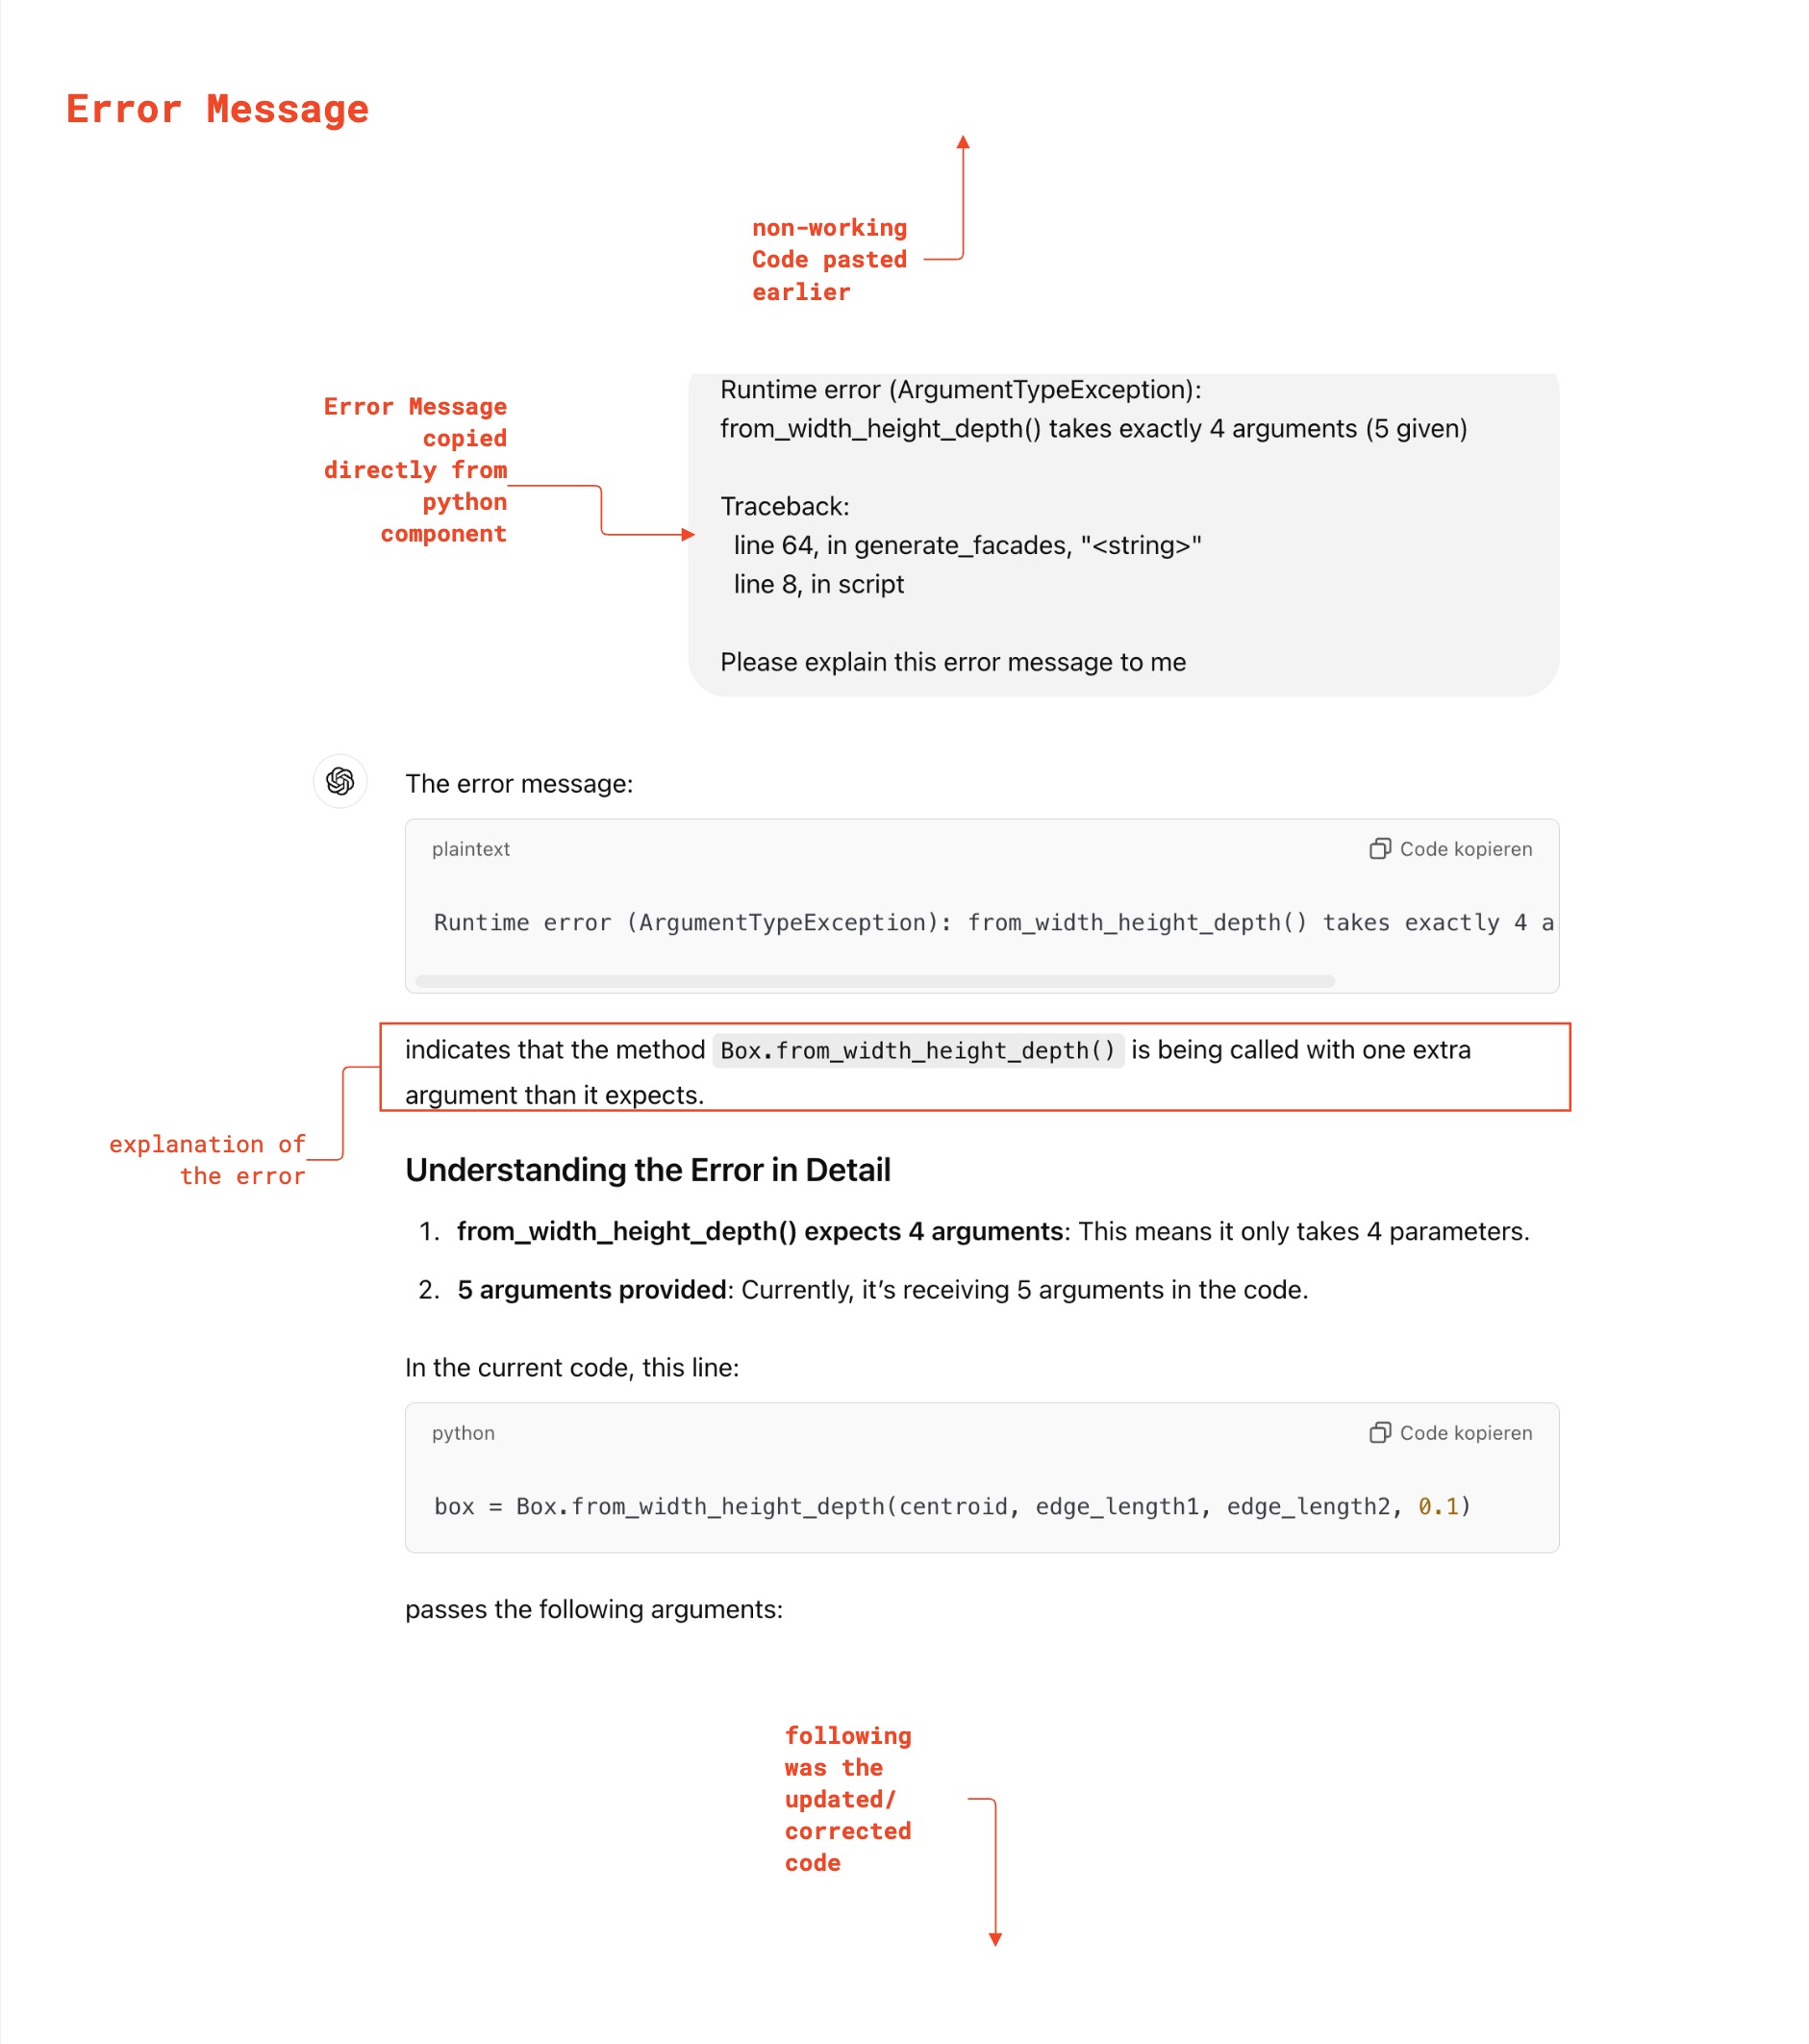 Error Message
non-working
Code pasted
earlier
Error Message
copied
directly from
python
component
Runtime error (ArgumentTypeException):
from_width_height_depth() takes exactly 4 arguments (5 given)
Traceback:
line 64, in generate_facades, "<string>"
line 8, in script
Please explain this error message to me
The error message:
plaintext
Code kopieren
Runtime error (ArgumentTypeException): from_width_height_depth() takes exactly 4 a
indicates that the method Box.from_width_height_depth() is being called with one extra
argument than it expects.
explanation of
the error
Understanding the Error in Detail
1. from_width_height_depth() expects 4 arguments: This means it only takes 4 parameters.
2. 5 arguments provided: Currently, it’s receiving 5 arguments in the code.
In the current code, this line:
python
Code kopieren
box = Box.from_width_height_depth(centroid, edge_length1, edge_length2, 0.1)
passes the following arguments:
following
was the
updated/
corrected
code